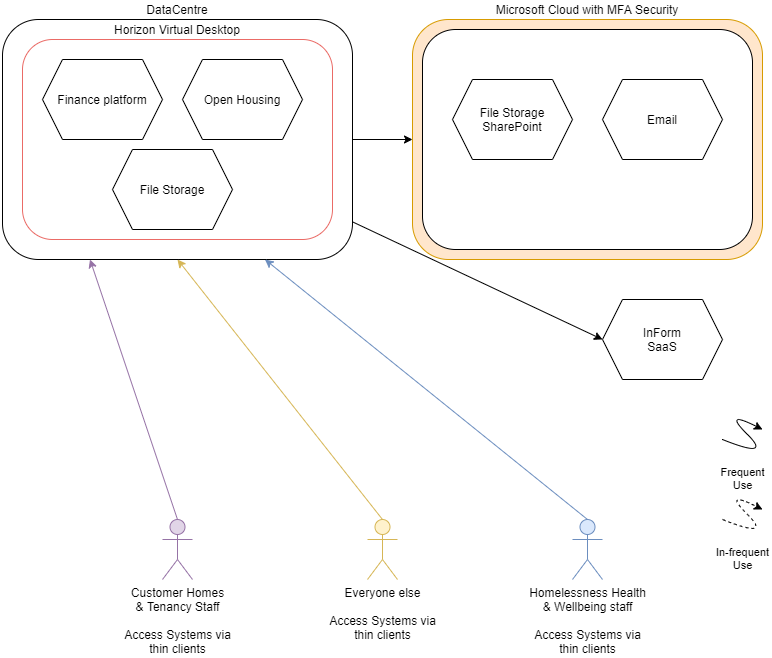 DataCentre
Horizon Virtual Desktop
Finance platform
Open Housing
File Storage
Microsoft Cloud with MFA Security
File Storage
SharePoint
Email
InForm
SaaS
Frequent
Use
In-frequent
Use
Customer Homes
& Tenancy Staff
Access Systems via
thin clients
Everyone else
Access Systems via
thin clients
Homelessness Health
& Wellbeing staff
Access Systems via
thin clients